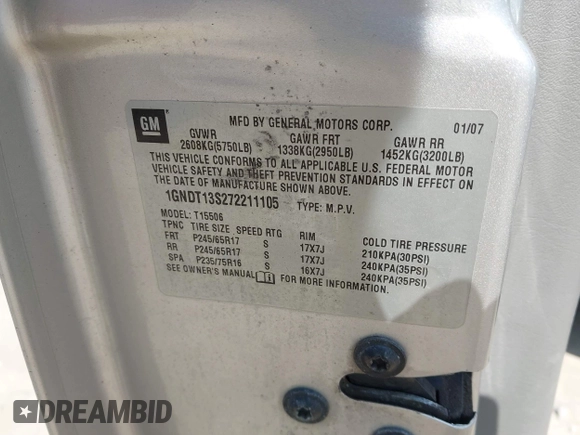 GM
MFD BY GENERAL MOTORS CORP. 01/07
GVWR GAWR FRT GAWR RR
2608KG(5750LB) 1338KG(2950LB) 1452KG(3200LB)
THIS VEHICLE CONFORMS TO ALL APPLICABLE U.S. FEDERAL MOTOR
VEHICLE SAFETY AND THEFT PREVENTION STANDARDS IN EFFECT ON
THE DATE OF MANUFACTURE SHOWN ABOVE.
1GNDT13S272211105 TYPE: M.P.V.
MODEL: T15506
TPNC TIRE SIZE SPEED RTG RIM COLD TIRE PRESSURE
FRT P245/65R17 S 17X7J 210KPA(30PSI)
RR P245/65R17 S 17X7J 240KPA(35PSI)
SPA P235/75R16 S 16X7J 240KPA(35PSI)
SEE OWNER'S MANUAL FOR MORE INFORMATION.
DREAMBID